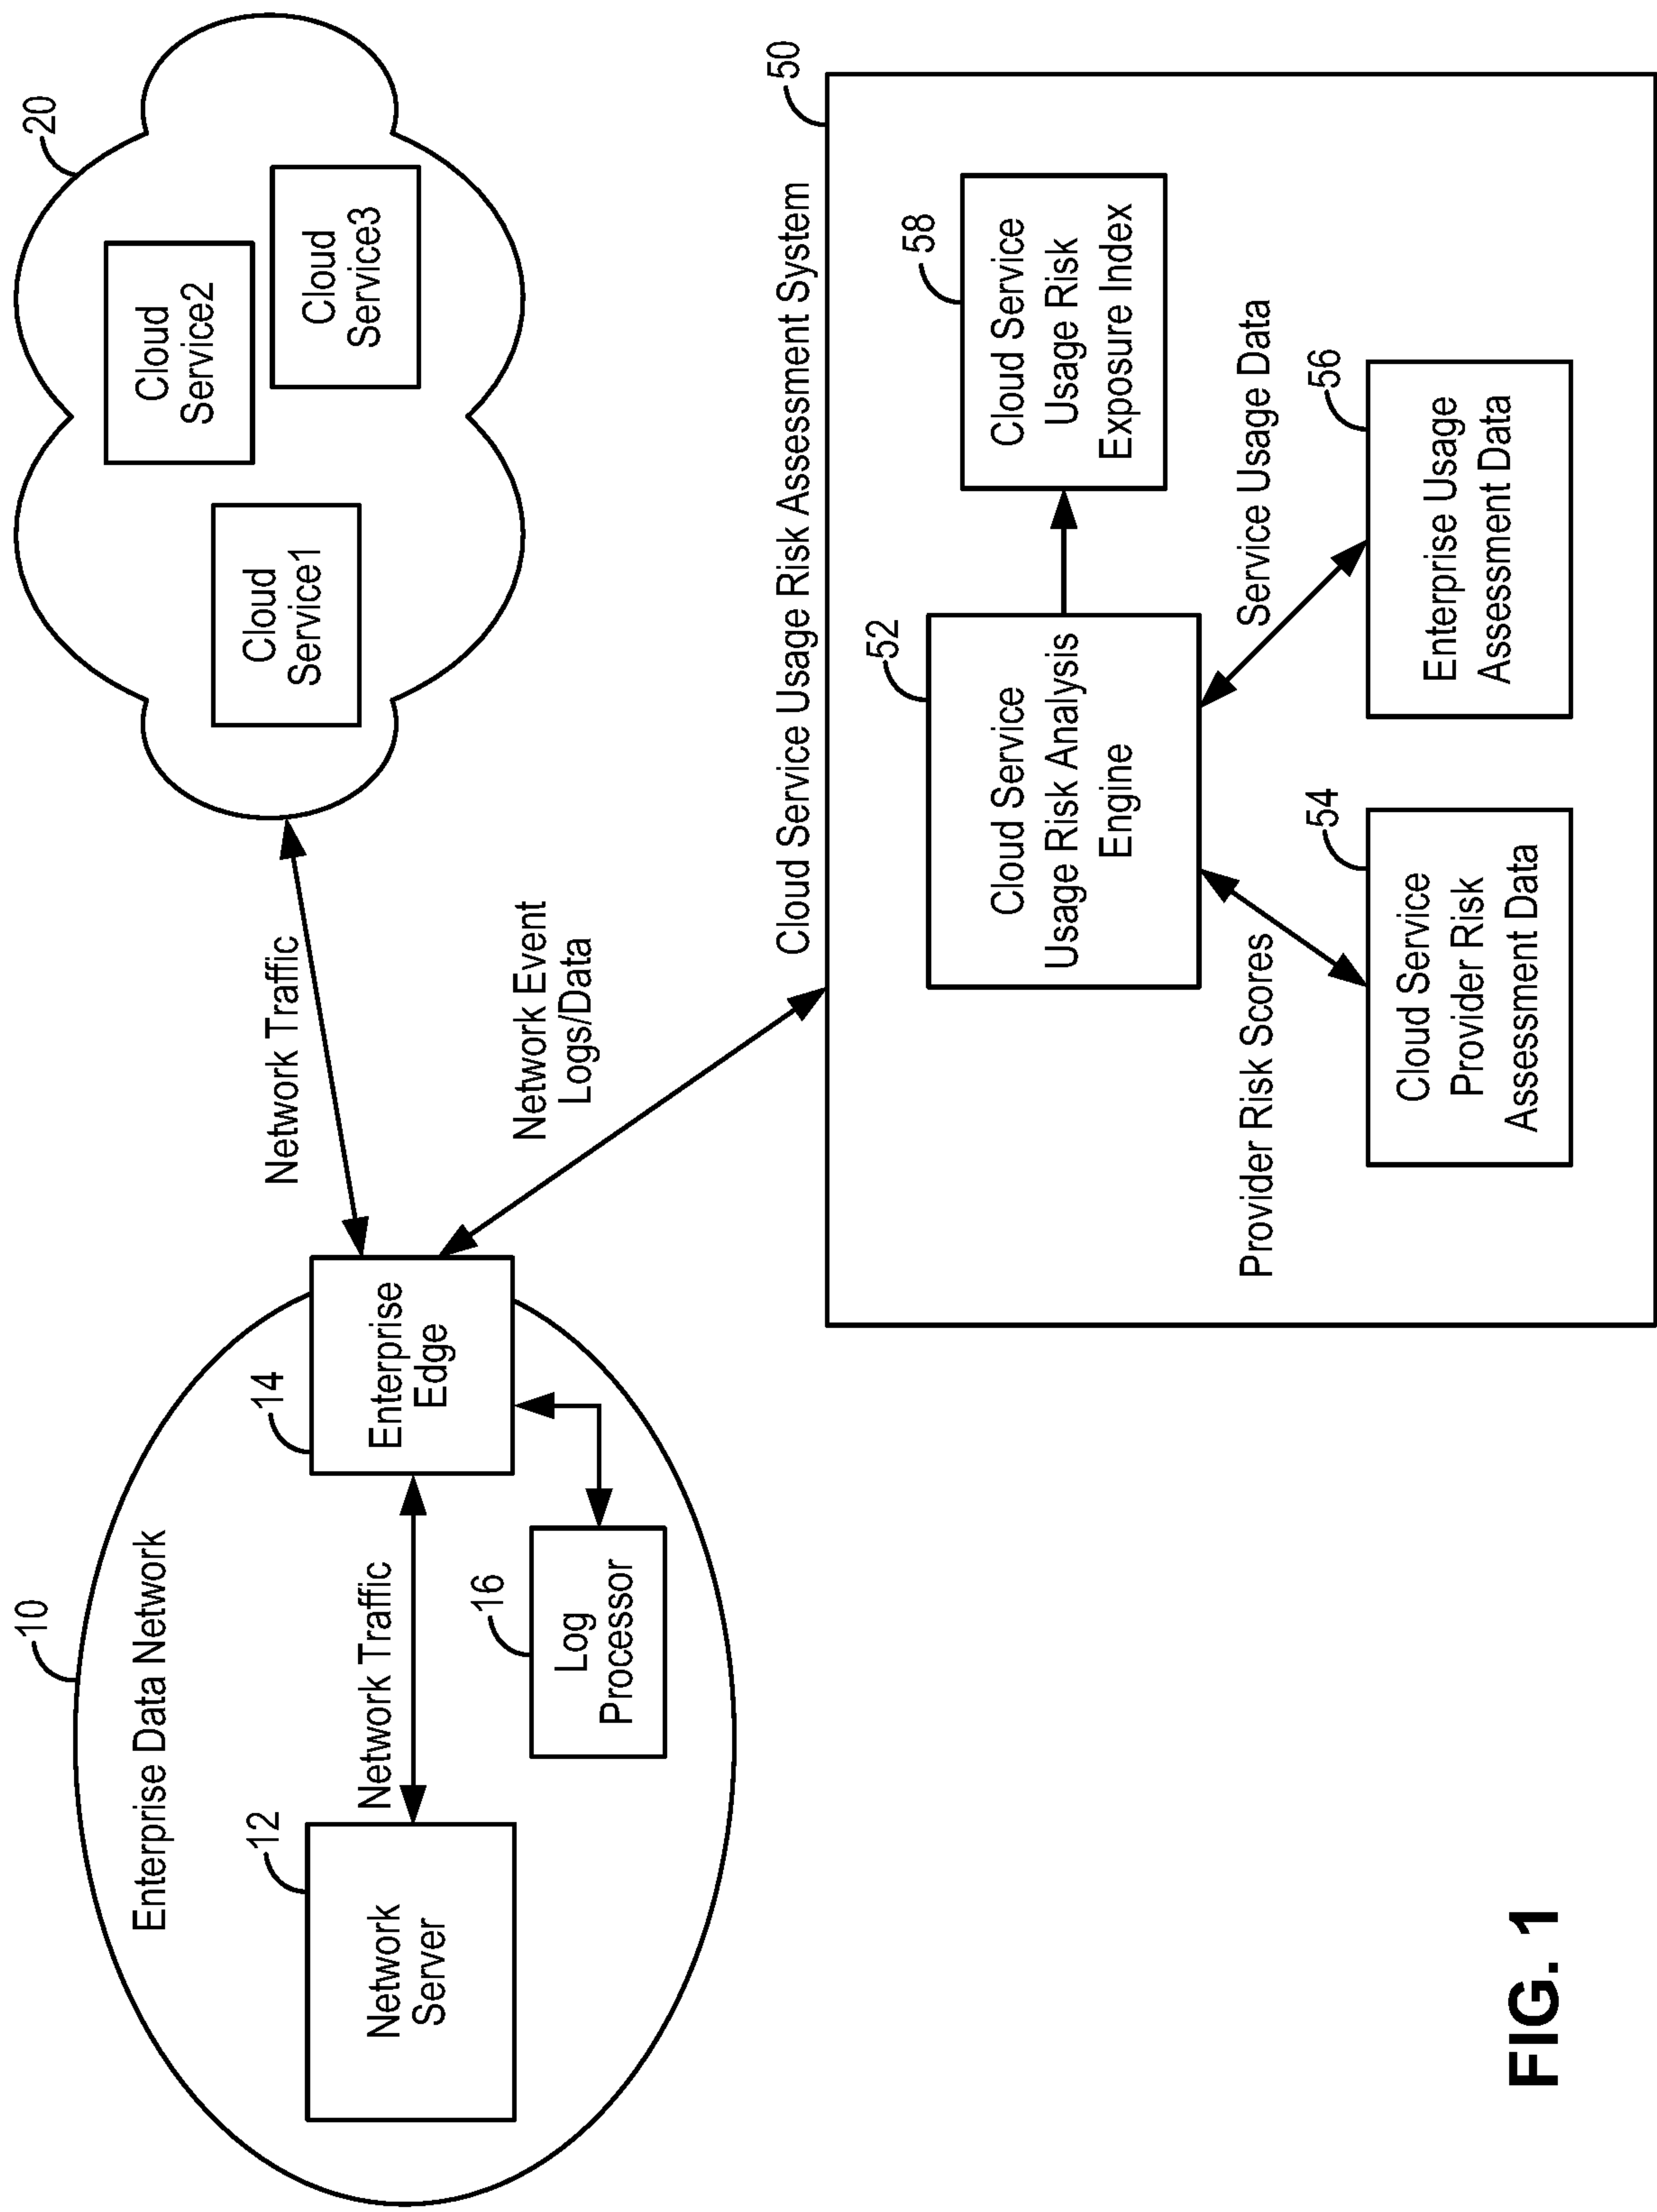 10
Enterprise Data Network
12
Network
Server
Network Traffic
14
Enterprise
Edge
16
Log
Processor
Network Traffic
20
Cloud
Service1
Cloud
Service2
Cloud
Service3
Network Event
Logs/Data
Cloud Service Usage Risk Assessment System
50
52
Cloud Service
Usage Risk Analysis
Engine
58
Cloud Service
Usage Risk
Exposure Index
Provider Risk Scores
Service Usage Data
54
Cloud Service
Provider Risk
Assessment Data
56
Enterprise Usage
Assessment Data
FIG. 1